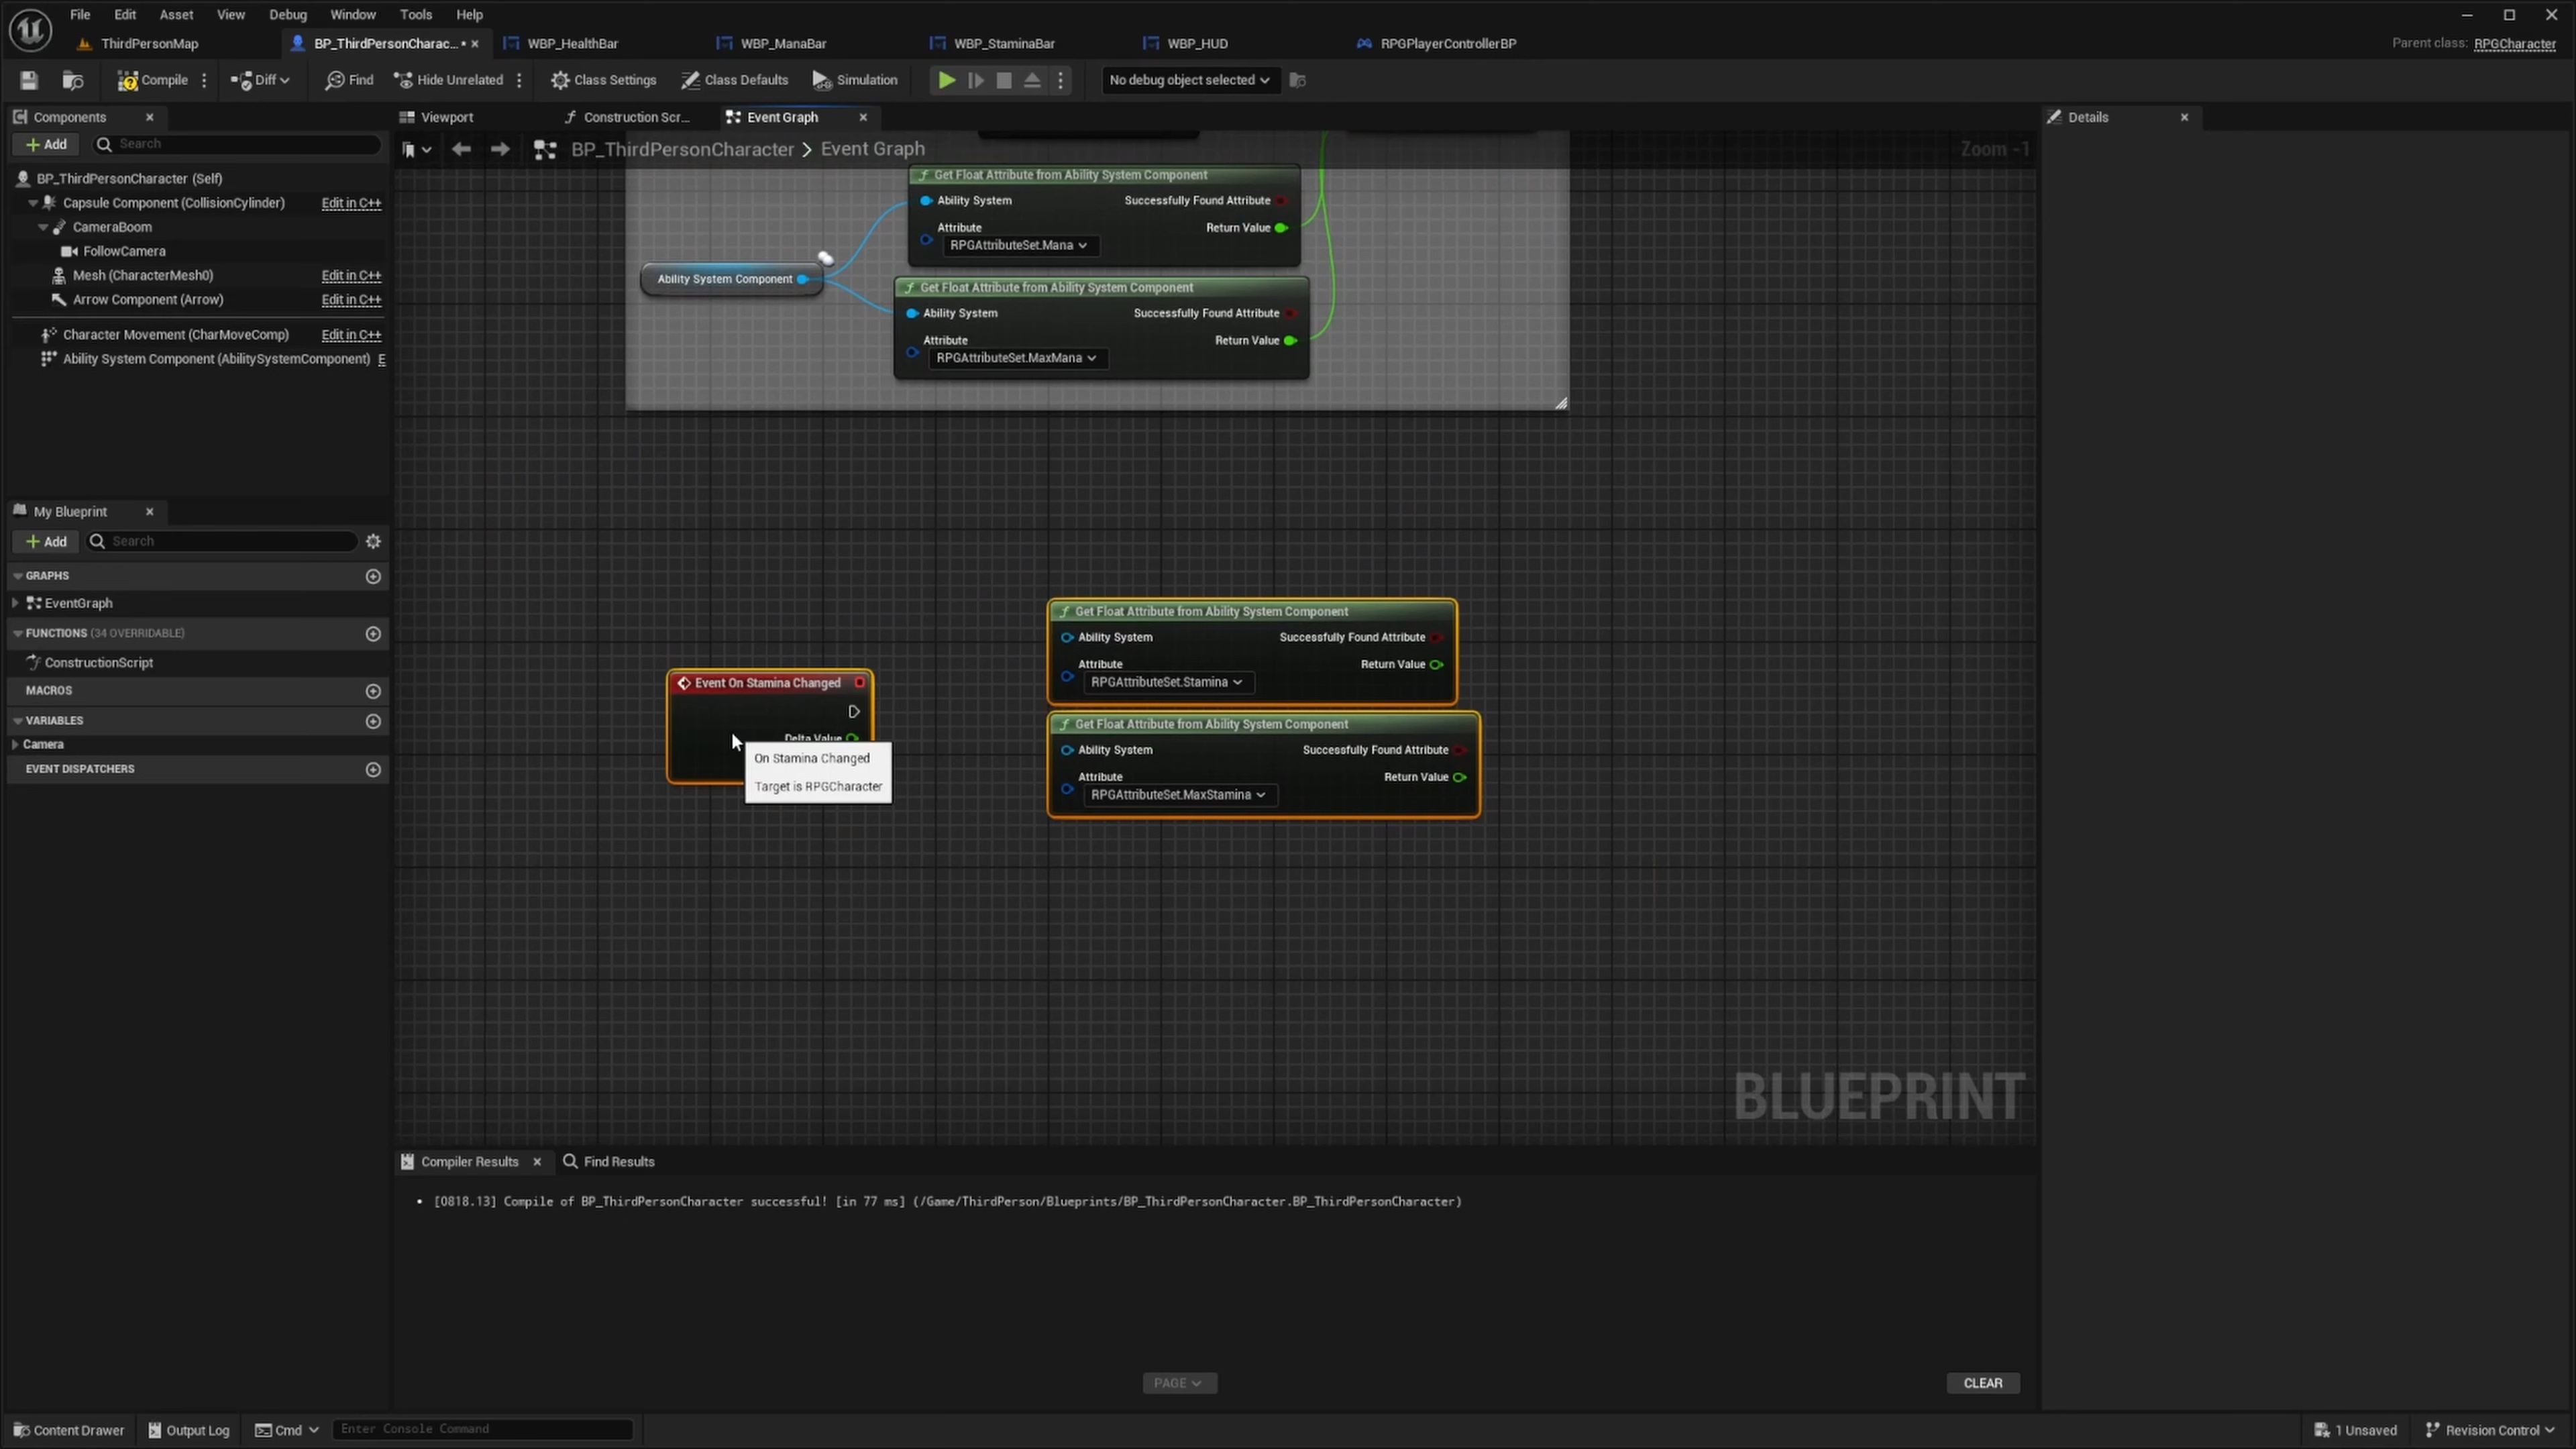 File Edit Asset View Debug Window Tools Help
ThirdPersonMap
BP_ThirdPersonCharac...•
WBP_HealthBar
WBP_ManaBar
WBP_StaminaBar
WBP_HUD
RPGPlayerControllerBP
Parent class: RPGCharacter
Compile
Diff
Find
Hide Unrelated
Class Settings
Class Defaults
Simulation
No debug object selected
Components
Add
Search
BP_ThirdPersonCharacter (Self)
Capsule Component (CollisionCylinder) Edit in C++
CameraBoom
FollowCamera
Mesh (CharacterMesh0) Edit in C++
Arrow Component (Arrow) Edit in C++
Character Movement (CharMoveComp) Edit in C++
Ability System Component (AbilitySystemComponent) E
My Blueprint
Add
Search
GRAPHS
EventGraph
FUNCTIONS (34 OVERRIDABLE)
ConstructionScript
MACROS
VARIABLES
Camera
EVENT DISPATCHERS
Viewport
Construction Scr...
Event Graph
BP_ThirdPersonCharacter > Event Graph
Zoom -1
Get Float Attribute from Ability System Component
Ability System Successfully Found Attribute
Attribute Return Value
RPGAttributeSet.Mana
Ability System Component
Get Float Attribute from Ability System Component
Ability System Successfully Found Attribute
Attribute Return Value
RPGAttributeSet.MaxMana
Get Float Attribute from Ability System Component
Ability System Successfully Found Attribute
Attribute Return Value
RPGAttributeSet.Stamina
Event On Stamina Changed
Delta Value
On Stamina Changed
Target is RPGCharacter
Get Float Attribute from Ability System Component
Ability System Successfully Found Attribute
Attribute Return Value
RPGAttributeSet.MaxStamina
BLUEPRINT
Details
Compiler Results
Find Results
• [0818.13] Compile of BP_ThirdPersonCharacter successful! [in 77 ms] (/Game/ThirdPerson/Blueprints/BP_ThirdPersonCharacter.BP_ThirdPersonCharacter)
PAGE
CLEAR
Content Drawer
Output Log
Cmd
Enter Console Command
1 Unsaved
Revision Control